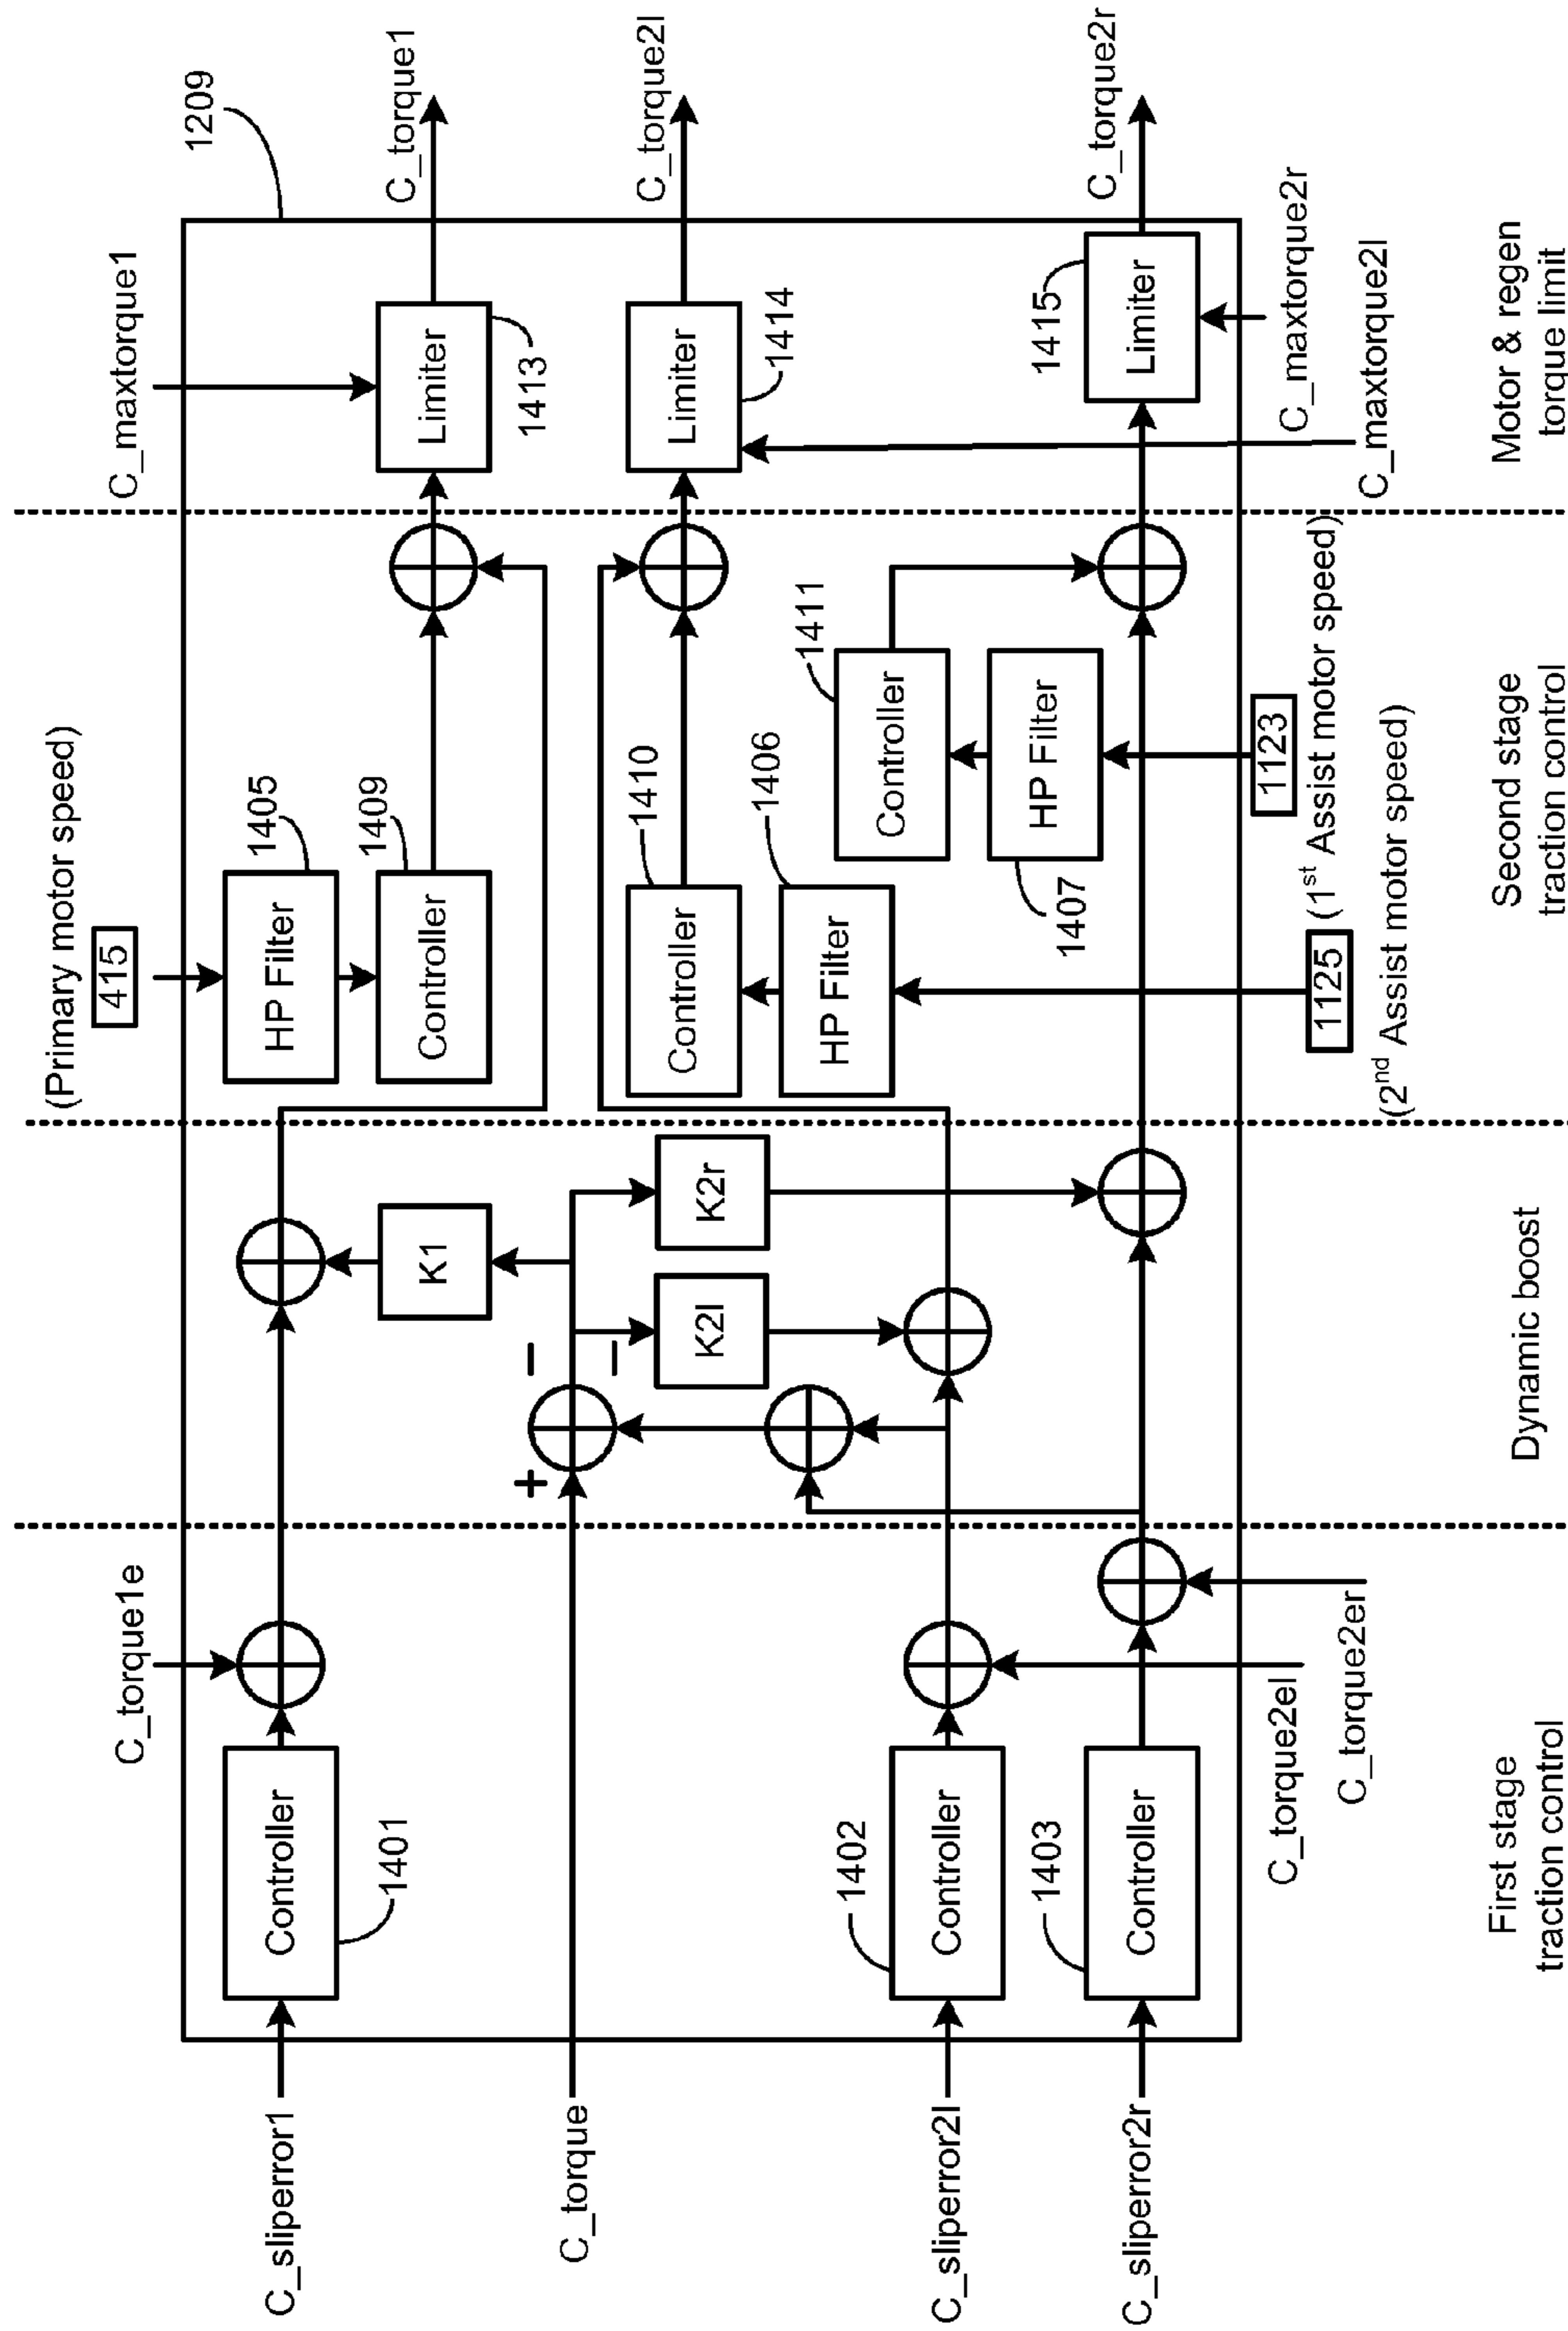 1209
C_maxtorque1
C_torque1
C_torque2l
C_torque2r
C_torque1e
(Primary motor speed)
415
C_sliperror1
Controller
1401
HP Filter
1405
Controller
1409
K1
Limiter
1413
C_torque
+
-
-
K2l
K2r
Controller
1410
HP Filter
1406
Limiter
1414
C_sliperror2l
Controller
1402
Controller
1411
HP Filter
1407
C_sliperror2r
Controller
1403
Limiter
1415
C_torque2el
C_torque2er
1123
(1st Assist motor speed)
1125
(2nd Assist motor speed)
C_maxtorque2r
C_maxtorque2l
First stage
traction control
Dynamic boost
Second stage
traction control
Motor & regen
torque limit